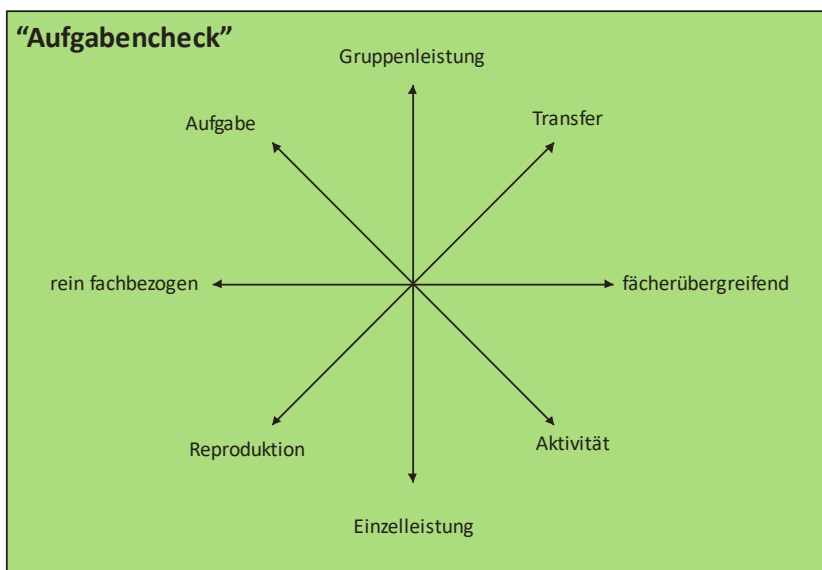 “Aufgabencheck”
Gruppenleistung
Aufgabe
Transfer
rein fachbezogen
fächerübergreifend
Reproduktion
Aktivität
Einzelleistung